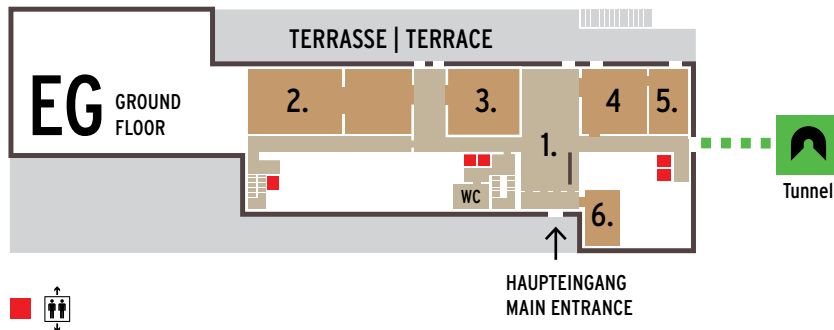 TERRASSE | TERRACE
EG GROUND
FLOOR
2.
3.
4
5.
1.
WC
6.
Tunnel
HAUPTEINGANG
MAIN ENTRANCE